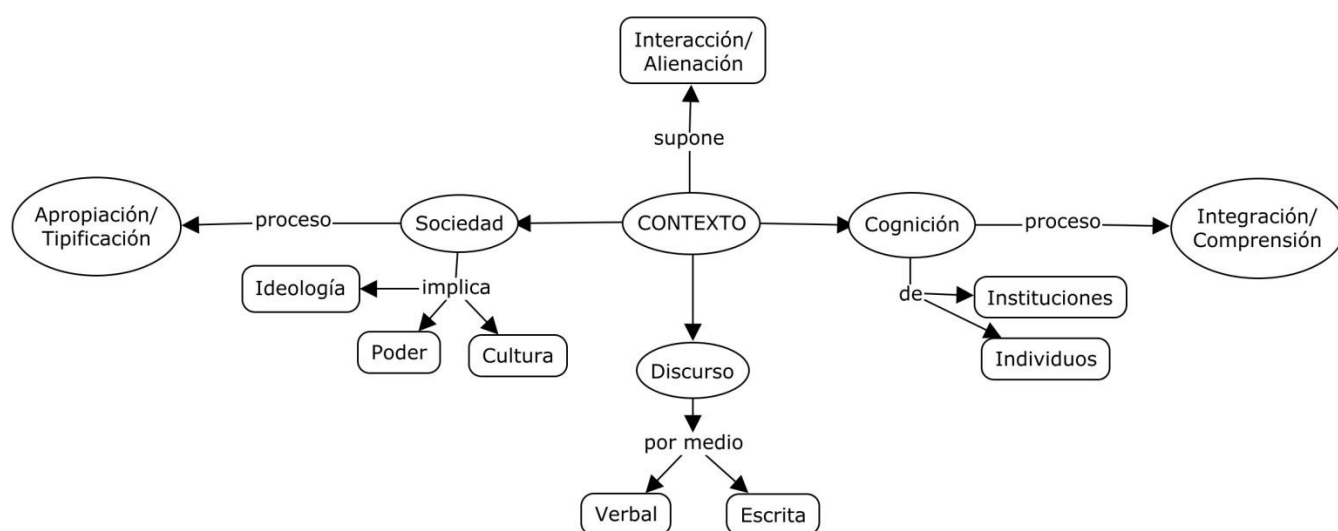 Interacción/
Alienación
supone
Apropiación/
Tipificación
proceso
Sociedad
CONTEXTO
Cognición
proceso
Integración/
Comprensión
Ideología
implica
de
Instituciones
Poder
Cultura
Individuos
Discurso
por medio
Verbal
Escrita